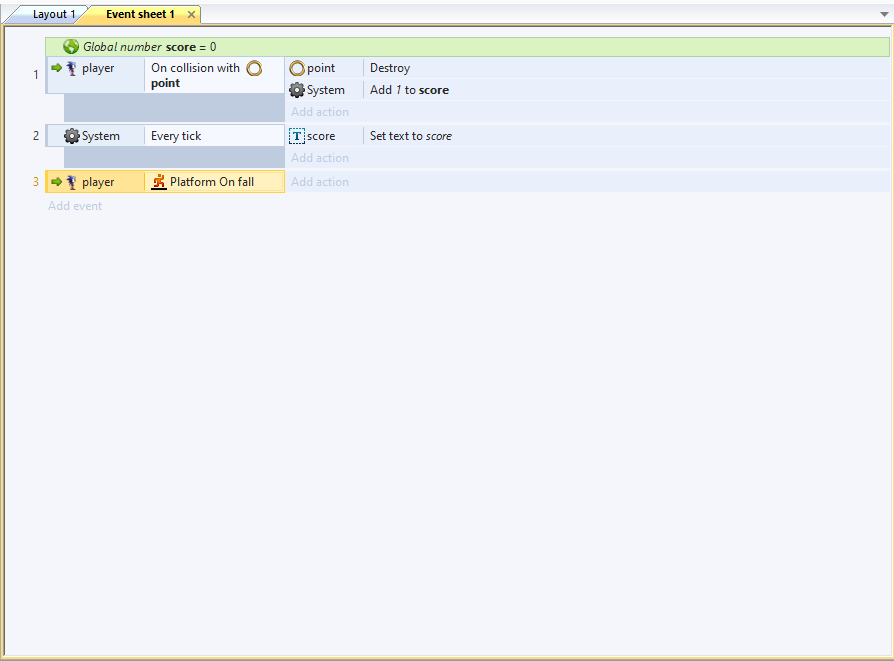 Layout 1 Event sheet 1
Global number score = 0
1 player On collision with point Destroy
point System Add 1 to score
Add action
2 System Every tick T score Set text to score
Add action
3 player Platform On fall Add action
Add event